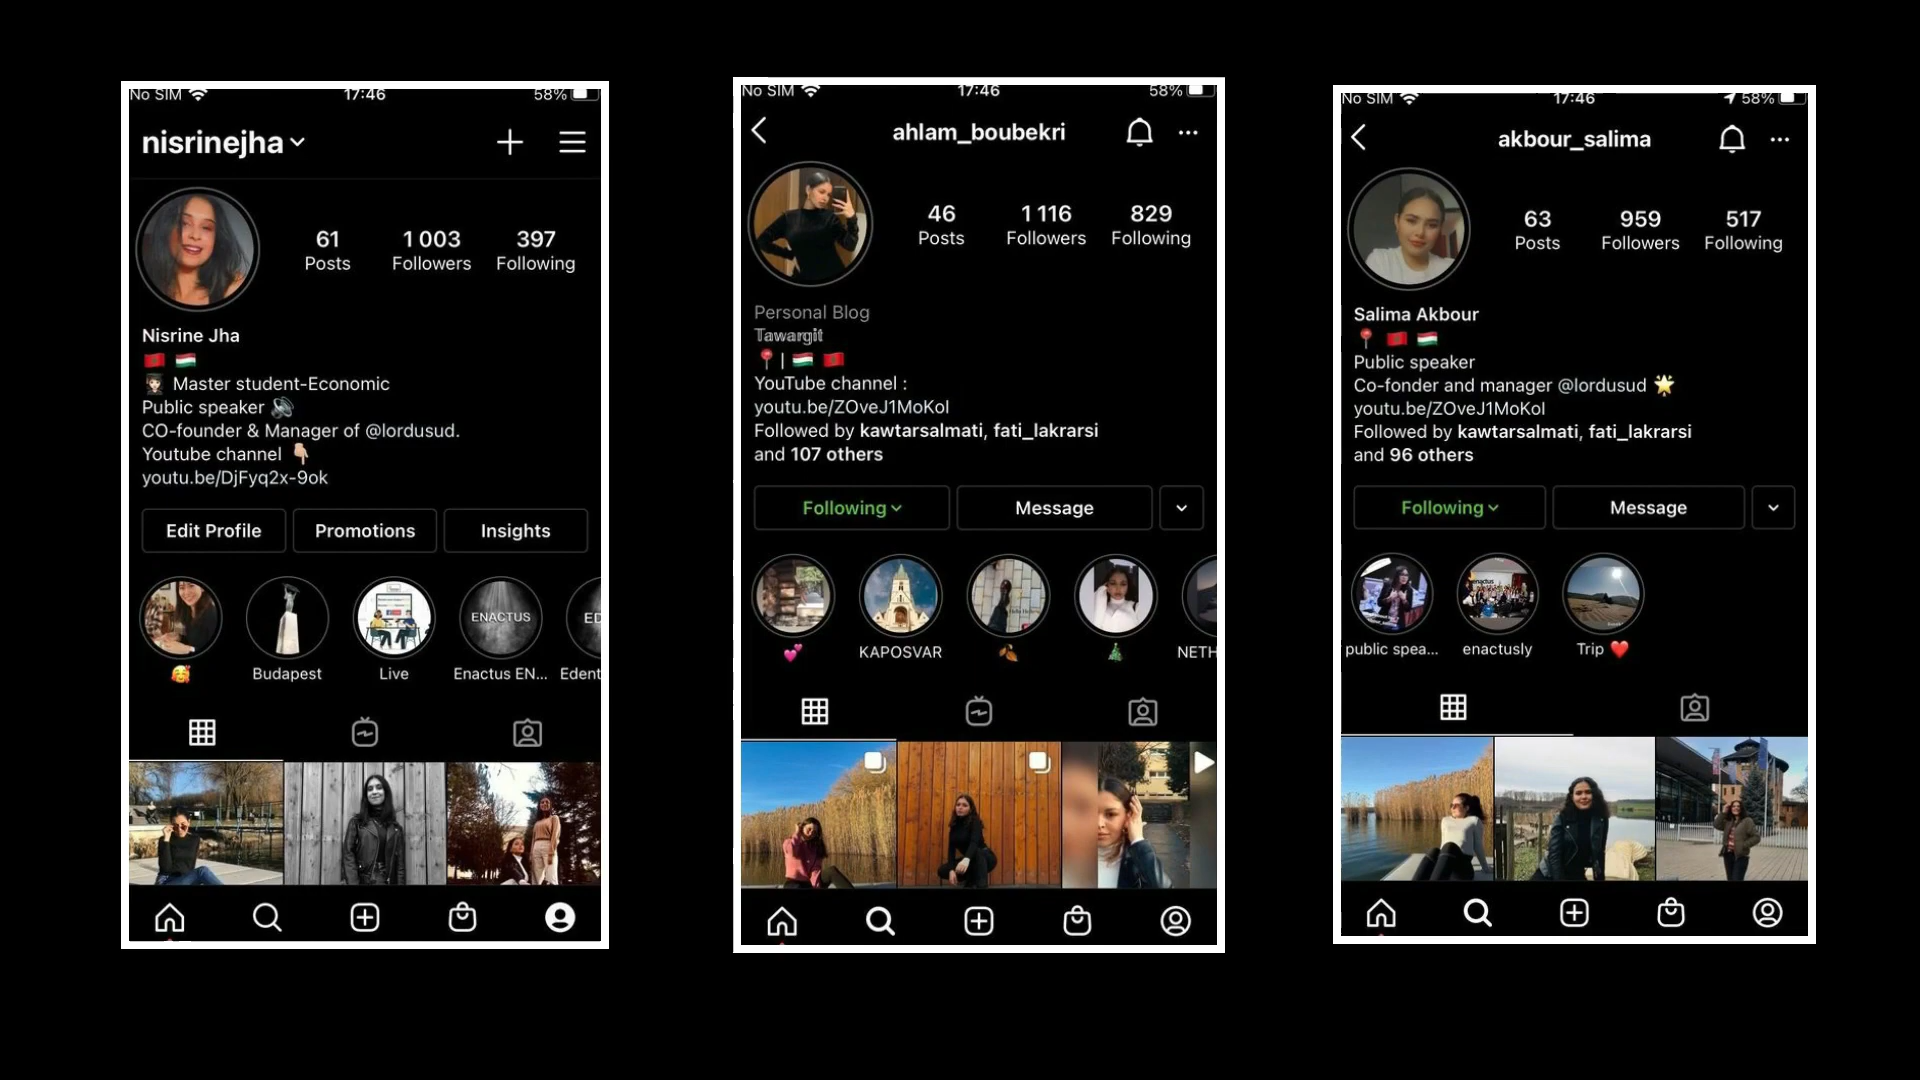 No SIM 17:46 58%
nisrinejha
61 1 003 397
Posts Followers Following
Nisrine Jha
🇲🇦 🇭🇺
👩🏻‍🎓 Master student-Economic
Public speaker 🔊
CO-founder & Manager of @lordusud.
Youtube channel 👇🏼
youtu.be/DjFyq2x-9ok
Edit Profile Promotions Insights
ENACTUS ED
🥰 Budapest Live Enactus EN... Edent
No SIM 17:46 58%
ahlam_boubekri
46 1 116 829
Posts Followers Following
Personal Blog
𝕋𝕒𝕨𝕒𝕣𝕘𝕚𝕥
📍| 🇭🇺 🇲🇦
YouTube channel :
youtu.be/ZOveJ1MoKoI
Followed by kawtarsalmati, fati_lakrarsi
and 107 others
Following Message
💕 KAPOSVAR 🍂 🎄 NETH
No SIM 17:46 58%
akbour_salima
63 959 517
Posts Followers Following
Salima Akbour
📍 🇲🇦 🇭🇺
Public speaker
Co-fonder and manager @lordusud 🌟
youtu.be/ZOveJ1MoKoI
Followed by kawtarsalmati, fati_lakrarsi
and 96 others
Following Message
enactus
public spea... enactusly Trip ❤️